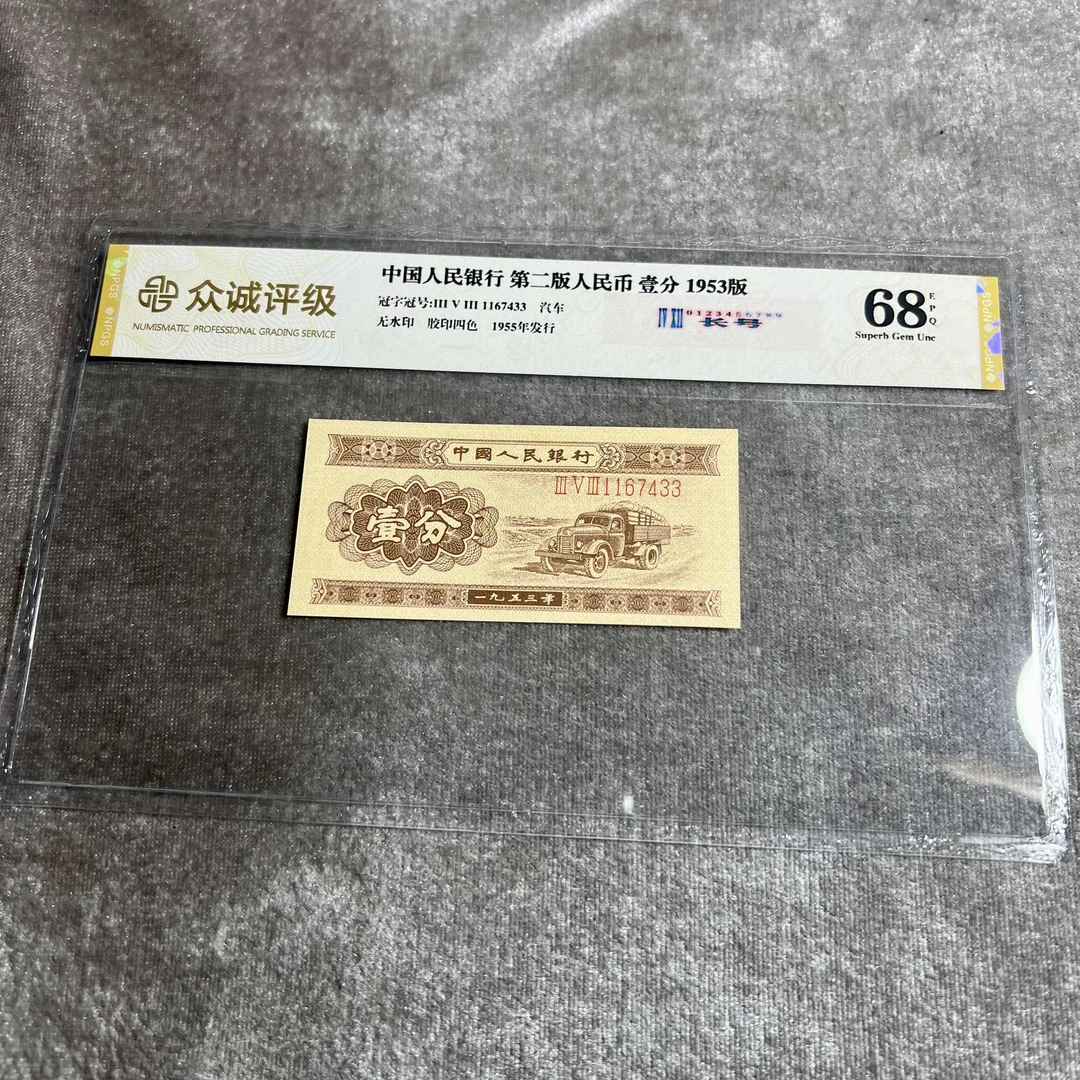 众诚评级
NUMISMATIC PROFESSIONAL GRADING SERVICE
中国人民银行 第二版人民币 壹分 1953版
冠字冠号:III V III 1167433 汽车
无水印 胶印四色 1955年发行
IV XII 0123456789
长号
68 EPQ
Superb Gem Unc
NPGS NPGS
NPGS NPGS
中國人民銀行
III V III 1167433
壹分
一九五三年